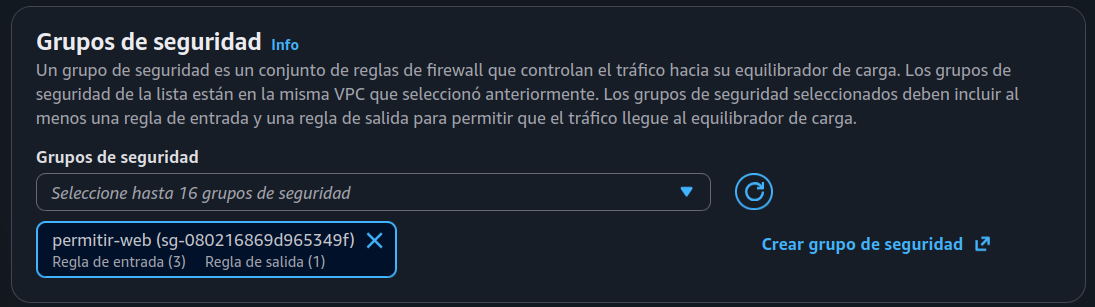 Grupos de seguridad Info
Un grupo de seguridad es un conjunto de reglas de firewall que controlan el tráfico hacia su equilibrador de carga. Los grupos de
seguridad de la lista están en la misma VPC que seleccionó anteriormente. Los grupos de seguridad seleccionados deben incluir al
menos una regla de entrada y una regla de salida para permitir que el tráfico llegue al equilibrador de carga.
Grupos de seguridad
Seleccione hasta 16 grupos de seguridad
permitir-web (sg-080216869d965349f)
Regla de entrada (3) Regla de salida (1)
Crear grupo de seguridad